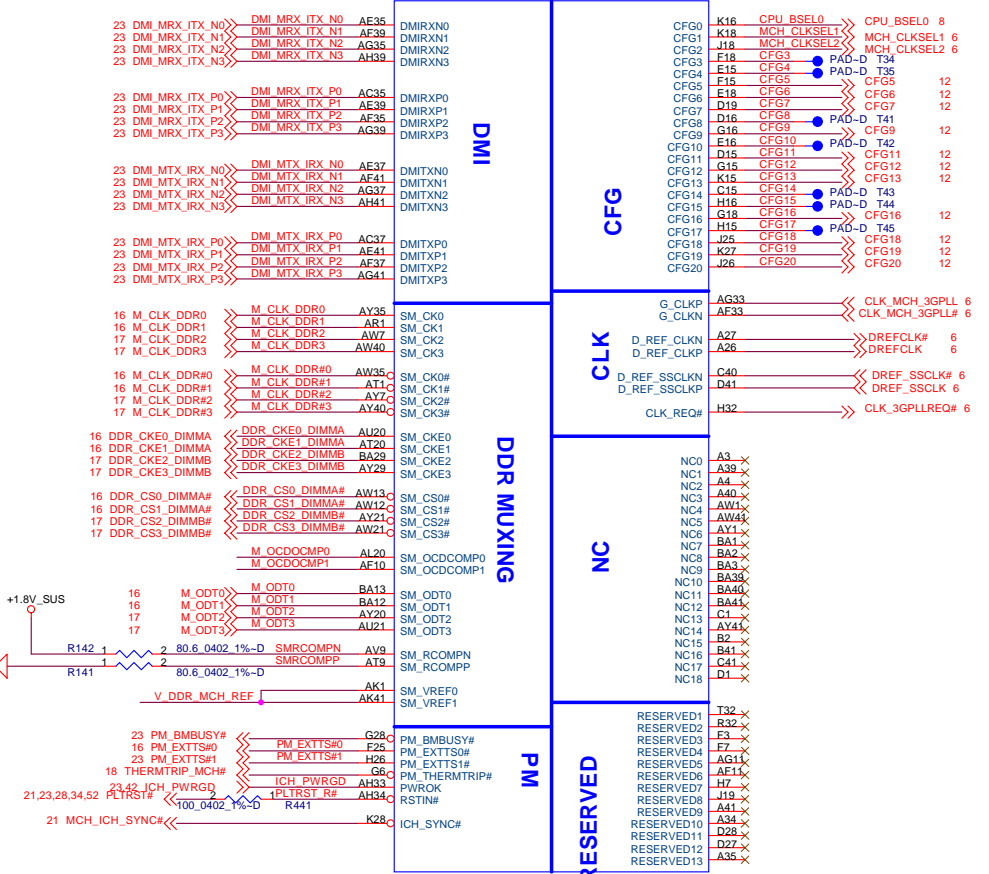 23 DMI_MRX_ITX_N0 DMI_MRX_ITX_N0 AE35 DMIRXN0
23 DMI_MRX_ITX_N1 DMI_MRX_ITX_N1 AF39 DMIRXN1
23 DMI_MRX_ITX_N2 DMI_MRX_ITX_N2 AG35 DMIRXN2
23 DMI_MRX_ITX_N3 DMI_MRX_ITX_N3 AH39 DMIRXN3
23 DMI_MRX_ITX_P0 DMI_MRX_ITX_P0 AC35 DMIRXP0
23 DMI_MRX_ITX_P1 DMI_MRX_ITX_P1 AE39 DMIRXP1
23 DMI_MRX_ITX_P2 DMI_MRX_ITX_P2 AF35 DMIRXP2
23 DMI_MRX_ITX_P3 DMI_MRX_ITX_P3 AG39 DMIRXP3
23 DMI_MTX_IRX_N0 DMI_MTX_IRX_N0 AE37 DMITXN0
23 DMI_MTX_IRX_N1 DMI_MTX_IRX_N1 AF41 DMITXN1
23 DMI_MTX_IRX_N2 DMI_MTX_IRX_N2 AG37 DMITXN2
23 DMI_MTX_IRX_N3 DMI_MTX_IRX_N3 AH41 DMITXN3
23 DMI_MTX_IRX_P0 DMI_MTX_IRX_P0 AC37 DMITXP0
23 DMI_MTX_IRX_P1 DMI_MTX_IRX_P1 AE41 DMITXP1
23 DMI_MTX_IRX_P2 DMI_MTX_IRX_P2 AF37 DMITXP2
23 DMI_MTX_IRX_P3 DMI_MTX_IRX_P3 AG41 DMITXP3
DMI
16 M_CLK_DDR0 M_CLK_DDR0 AY35 SM_CK0
16 M_CLK_DDR1 M_CLK_DDR1 AR1 SM_CK1
17 M_CLK_DDR2 M_CLK_DDR2 AW7 SM_CK2
17 M_CLK_DDR3 M_CLK_DDR3 AW40 SM_CK3
16 M_CLK_DDR#0 M_CLK_DDR#0 AW35 SM_CK0#
16 M_CLK_DDR#1 M_CLK_DDR#1 AT1 SM_CK1#
17 M_CLK_DDR#2 M_CLK_DDR#2 AY7 SM_CK2#
17 M_CLK_DDR#3 M_CLK_DDR#3 AY40 SM_CK3#
16 DDR_CKE0_DIMMA DDR_CKE0_DIMMA AU20 SM_CKE0
16 DDR_CKE1_DIMMA DDR_CKE1_DIMMA AT20 SM_CKE1
17 DDR_CKE2_DIMMB DDR_CKE2_DIMMB BA29 SM_CKE2
17 DDR_CKE3_DIMMB DDR_CKE3_DIMMB AY29 SM_CKE3
16 DDR_CS0_DIMMA# DDR_CS0_DIMMA# AW13 SM_CS0#
16 DDR_CS1_DIMMA# DDR_CS1_DIMMA# AW12 SM_CS1#
17 DDR_CS2_DIMMB# DDR_CS2_DIMMB# AY21 SM_CS2#
17 DDR_CS3_DIMMB# DDR_CS3_DIMMB# AW21 SM_CS3#
M_OCDOCMP0 AL20 SM_OCDCOMP0
M_OCDOCMP1 AF10 SM_OCDCOMP1
16 M_ODT0 M_ODT0 BA13 SM_ODT0
16 M_ODT1 M_ODT1 BA12 SM_ODT1
17 M_ODT2 M_ODT2 AY20 SM_ODT2
17 M_ODT3 M_ODT3 AU21 SM_ODT3
+1.8V_SUS
R142 1 2 80.6_0402_1%~D SMRCOMPN AV9 SM_RCOMPN
R141 1 2 80.6_0402_1%~D SMRCOMPP AT9 SM_RCOMPP
AK1 SM_VREF0
V_DDR_MCH_REF AK41 SM_VREF1
DDR MUXING
23 PM_BMBUSY# G28 PM_BMBUSY#
16 PM_EXTTS#0 PM_EXTTS#0 F25 PM_EXTTS0#
23 PM_EXTTS#1 PM_EXTTS#1 H26 PM_EXTTS1#
18 THERMTRIP_MCH# G6 PM_THERMTRIP#
23,42 ICH_PWRGD ICH_PWRGD AH33 PWROK
21,23,28,34,52 PLTRST# 2 1 PLTRST_R# AH34 RSTIN#
100_0402_1%~D R441
21 MCH_ICH_SYNC# K28 ICH_SYNC#
PM
CFG0 K16 CPU_BSEL0 CPU_BSEL0 8
CFG1 K18 MCH_CLKSEL1 MCH_CLKSEL1 6
CFG2 J18 MCH_CLKSEL2 MCH_CLKSEL2 6
CFG3 F18 CFG3 PAD~D T34
CFG4 E15 CFG4 PAD~D T35
CFG5 F15 CFG5 CFG5 12
CFG6 E18 CFG6 CFG6 12
CFG7 D19 CFG7 CFG7 12
CFG8 D16 CFG8 PAD~D T41
CFG9 G16 CFG9 CFG9 12
CFG10 E16 CFG10 PAD~D T42
CFG11 D15 CFG11 CFG11 12
CFG12 G15 CFG12 CFG12 12
CFG13 K15 CFG13 CFG13 12
CFG14 C15 CFG14 PAD~D T43
CFG15 H16 CFG15 PAD~D T44
CFG16 G18 CFG16 CFG16 12
CFG17 H15 CFG17 PAD~D T45
CFG18 J25 CFG18 CFG18 12
CFG19 K27 CFG19 CFG19 12
CFG20 J26 CFG20 CFG20 12
CFG
G_CLKP AG33 CLK_MCH_3GPLL 6
G_CLKN AF33 CLK_MCH_3GPLL# 6
D_REF_CLKN A27 DREFCLK# 6
D_REF_CLKP A26 DREFCLK 6
D_REF_SSCLKN C40 DREF_SSCLK# 6
D_REF_SSCLKP D41 DREF_SSCLK 6
CLK_REQ# H32 CLK_3GPLLREQ# 6
CLK
NC0 A3
NC1 A39
NC2 A4
NC3 A40
NC4 AW1
NC5 AW41
NC6 AY1
NC7 BA1
NC8 BA2
NC9 BA3
NC10 BA39
NC11 BA40
NC12 BA41
NC13 C1
NC14 AY41
NC15 B2
NC16 B41
NC17 C41
NC18 D1
NC
RESERVED1 T32
RESERVED2 R32
RESERVED3 F3
RESERVED4 F7
RESERVED5 AG11
RESERVED6 AF11
RESERVED7 H7
RESERVED8 J19
RESERVED9 A41
RESERVED10 A34
RESERVED11 D28
RESERVED12 D27
RESERVED13 A35
RESERVED